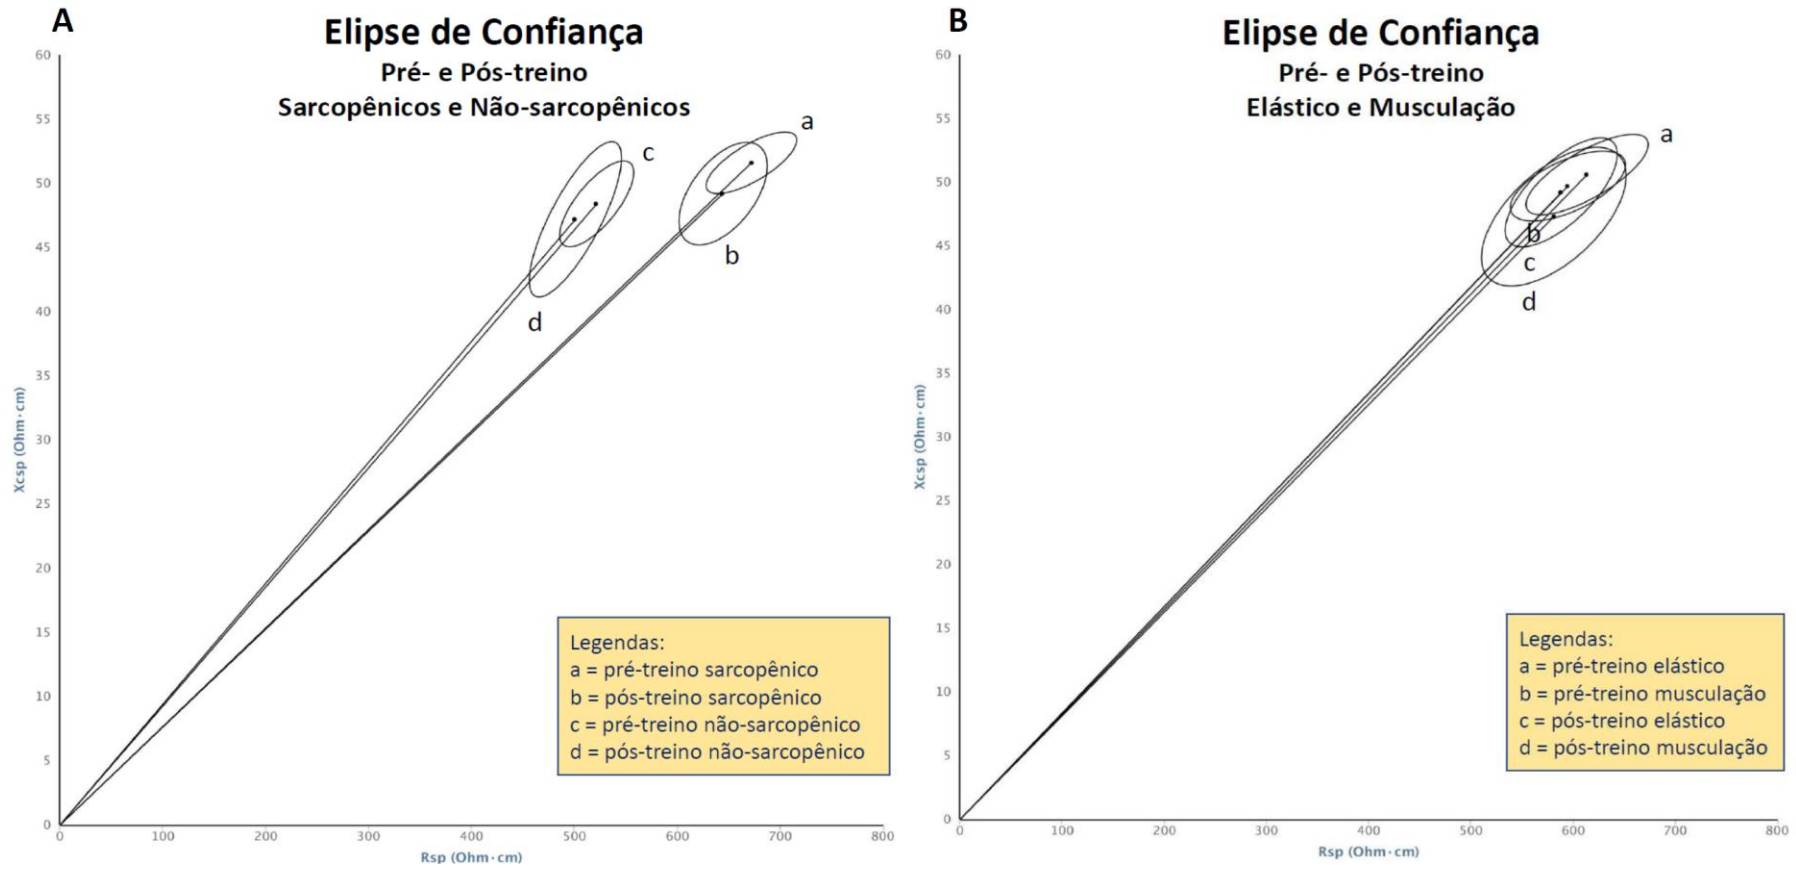 A
Elipse de Confiança
Pré- e Pós-treino
Sarcopênicos e Não-sarcopênicos
60
55
50
45
40
35
30
25
20
15
10
5
0
Xcsp (Ohm·cm)
a
c
b
d
Legendas:
a = pré-treino sarcopênico
b = pós-treino sarcopênico
c = pré-treino não-sarcopênico
d = pós-treino não-sarcopênico
0 100 200 300 400 500 600 700 800
Rsp (Ohm·cm)
B
Elipse de Confiança
Pré- e Pós-treino
Elástico e Musculação
60
55
50
45
40
35
30
25
20
15
10
5
0
Xcsp (Ohm·cm)
a
b
c
d
Legendas:
a = pré-treino elástico
b = pré-treino musculação
c = pós-treino elástico
d = pós-treino musculação
0 100 200 300 400 500 600 700 800
Rsp (Ohm·cm)